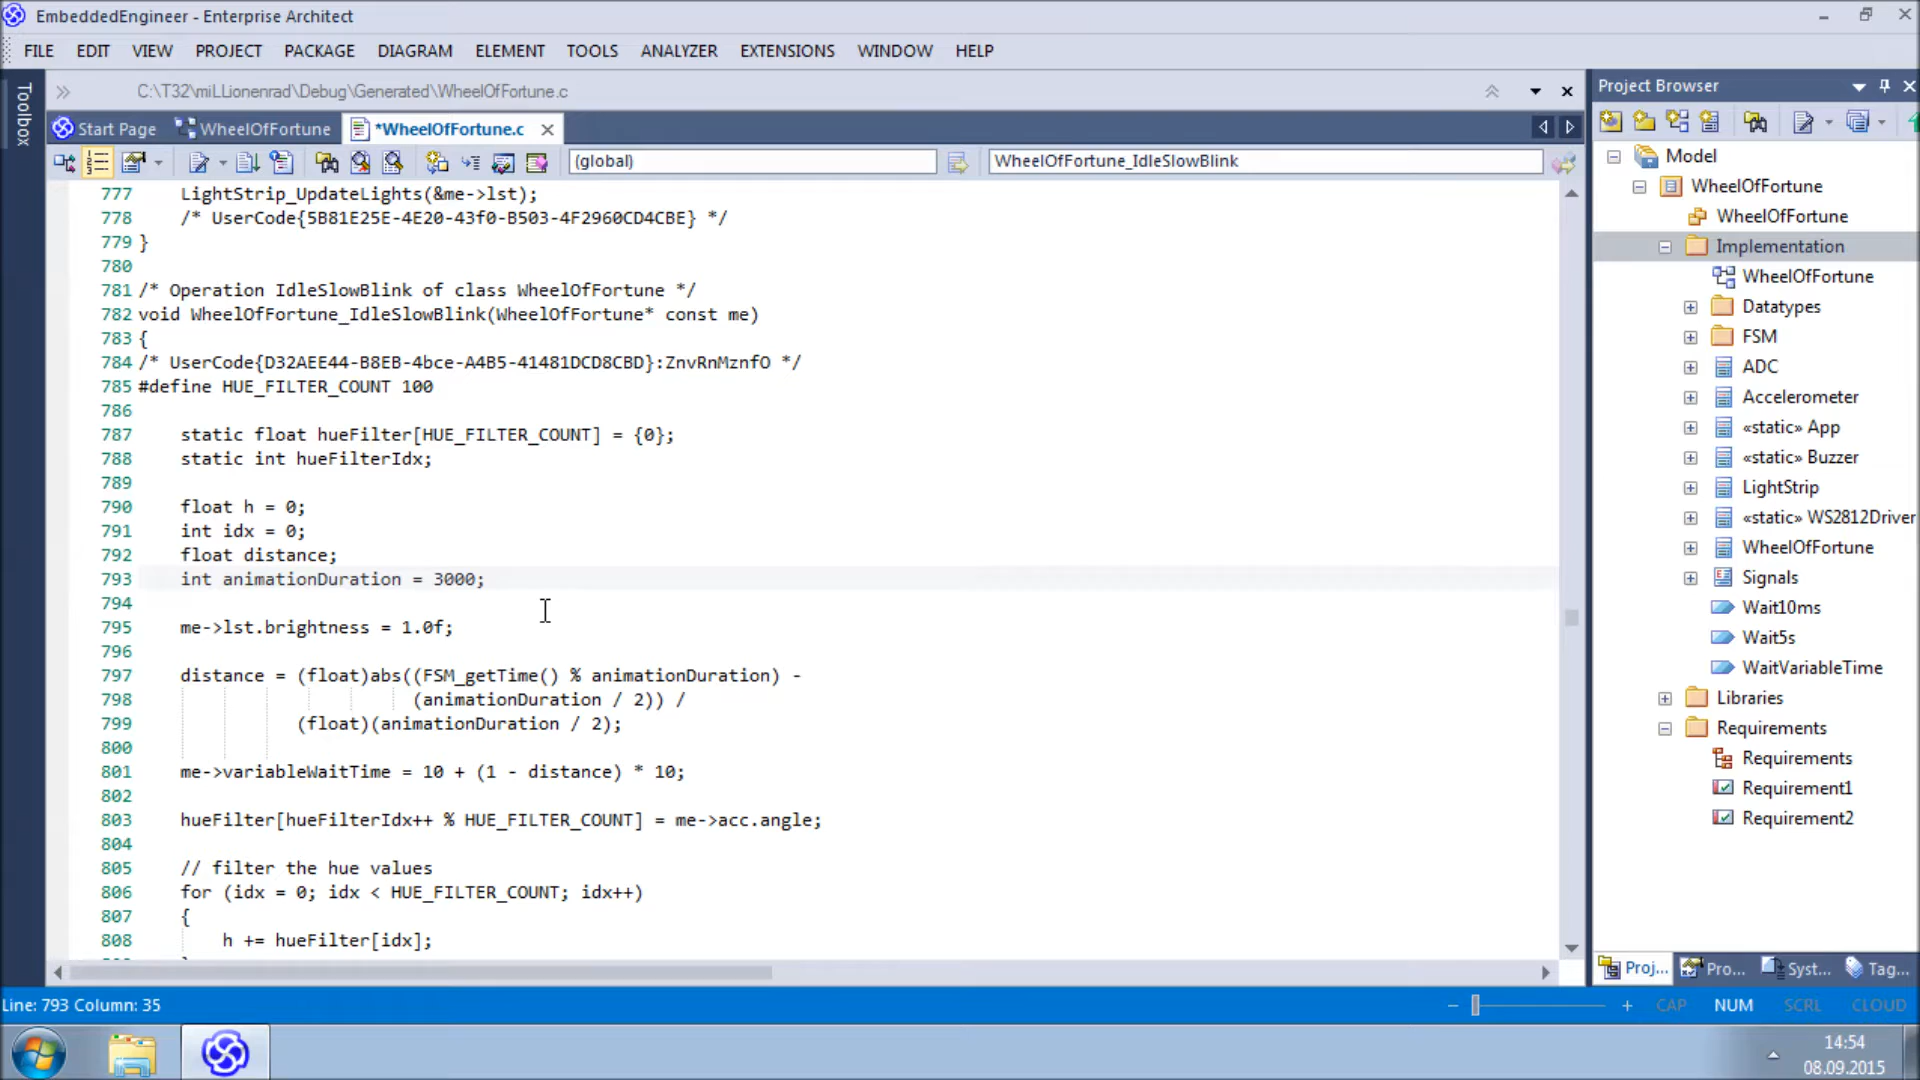 EmbeddedEngineer - Enterprise Architect
FILE EDIT VIEW PROJECT PACKAGE DIAGRAM ELEMENT TOOLS ANALYZER EXTENSIONS WINDOW HELP
Toolbox
C:\T32\miLLionenrad\Debug\Generated\WheelOfFortune.c
Start Page WheelOfFortune *WheelOfFortune.c
(global) WheelOfFortune_IdleSlowBlink
777 LightStrip_UpdateLights(&me->lst);
778 /* UserCode{5B81E25E-4E20-43f0-B503-4F2960CD4CBE} */
779 }
780
781 /* Operation IdleSlowBlink of class WheelOfFortune */
782 void WheelOfFortune_IdleSlowBlink(WheelOfFortune* const me)
783 {
784 /* UserCode{D32AEE44-B8EB-4bce-A4B5-41481DCD8CBD}:ZnvRnMznfO */
785 #define HUE_FILTER_COUNT 100
786
787 static float hueFilter[HUE_FILTER_COUNT] = {0};
788 static int hueFilterIdx;
789
790 float h = 0;
791 int idx = 0;
792 float distance;
793 int animationDuration = 3000;
794
795 me->lst.brightness = 1.0f;
796
797 distance = (float)abs((FSM_getTime() % animationDuration) -
798 (animationDuration / 2)) /
799 (float)(animationDuration / 2);
800
801 me->variableWaitTime = 10 + (1 - distance) * 10;
802
803 hueFilter[hueFilterIdx++ % HUE_FILTER_COUNT] = me->acc.angle;
804
805 // filter the hue values
806 for (idx = 0; idx < HUE_FILTER_COUNT; idx++)
807 {
808 h += hueFilter[idx];
Project Browser
Model
WheelOfFortune
WheelOfFortune
Implementation
WheelOfFortune
Datatypes
FSM
ADC
Accelerometer
«static» App
«static» Buzzer
LightStrip
«static» WS2812Driver
WheelOfFortune
Signals
Wait10ms
Wait5s
WaitVariableTime
Libraries
Requirements
Requirements
Requirement1
Requirement2
Proj... Pro... Syst... Tag...
Line: 793 Column: 35
CAP NUM SCRL CLOUD
14:54
08.09.2015